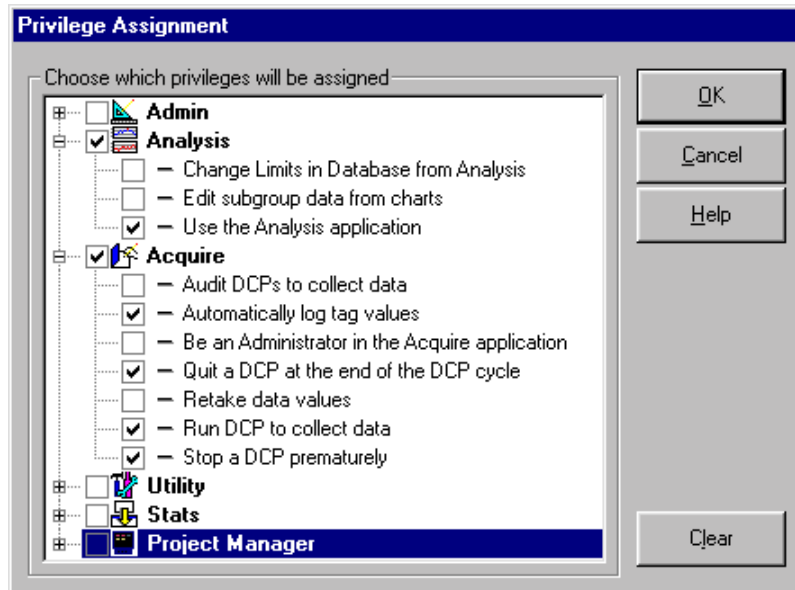 Privilege Assignment
Choose which privileges will be assigned
Admin
Analysis
Change Limits in Database from Analysis
Edit subgroup data from charts
Use the Analysis application
Acquire
Audit DCPs to collect data
Automatically log tag values
Be an Administrator in the Acquire application
Quit a DCP at the end of the DCP cycle
Retake data values
Run DCP to collect data
Stop a DCP prematurely
Utility
Stats
Project Manager
OK
Cancel
Help
Clear